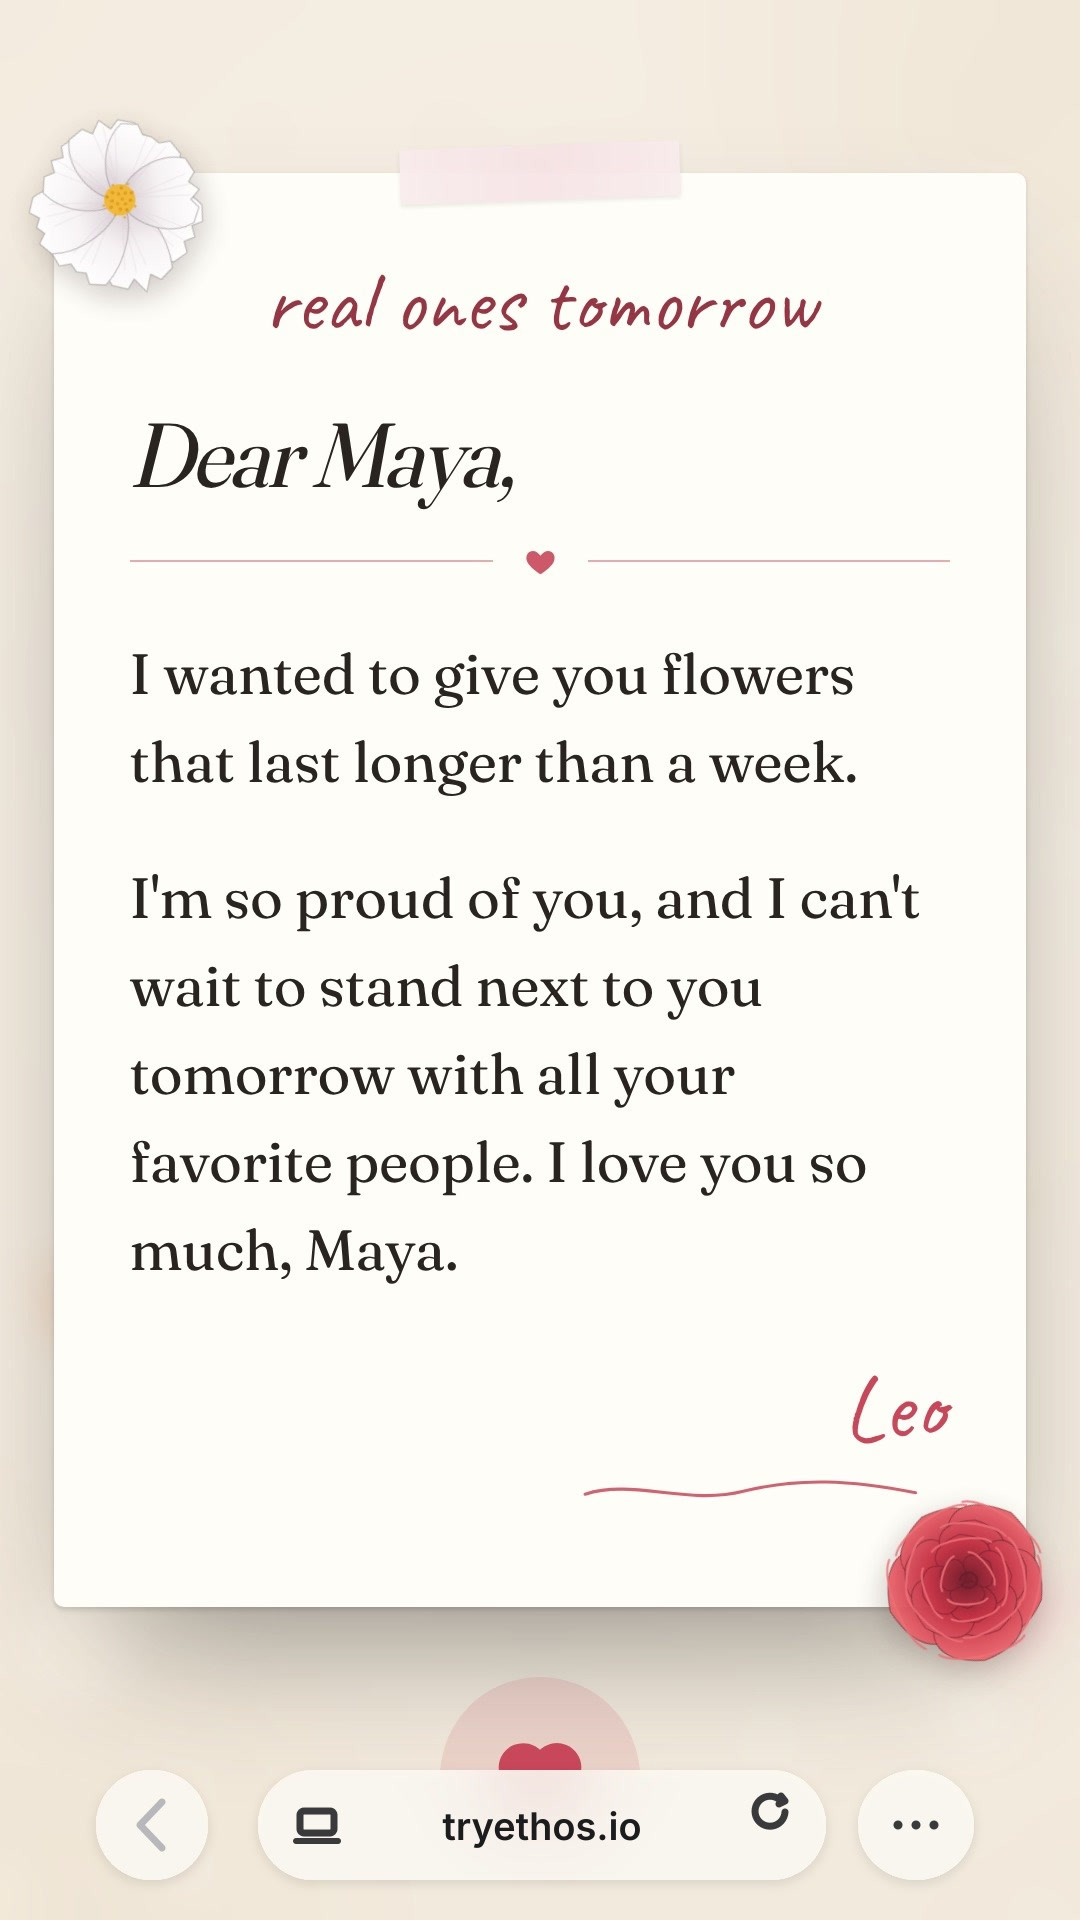 real ones tomorrow
Dear Maya,
I wanted to give you flowers
that last longer than a week.
I'm so proud of you, and I can't
wait to stand next to you
tomorrow with all your
favorite people. I love you so
much, Maya.
Leo
tryethos.io